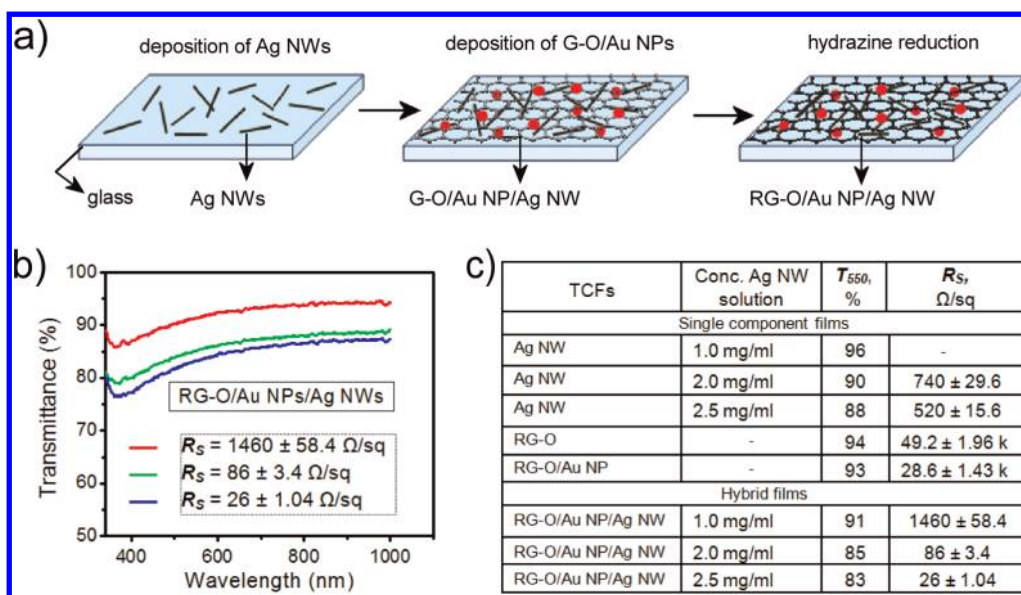 a)
deposition of Ag NWs
deposition of G-O/Au NPs
hydrazine reduction
glass
Ag NWs
G-O/Au NP/Ag NW
RG-O/Au NP/Ag NW
b)
100
90
80
70
60
50
Transmittance (%)
RG-O/Au NPs/Ag NWs
R_S = 1460 ± 58.4 Ω/sq
R_S = 86 ± 3.4 Ω/sq
R_S = 26 ± 1.04 Ω/sq
400 600 800 1000
Wavelength (nm)
c)
TCFs Conc. Ag NW solution T550, % R_S, Ω/sq
Single component films
Ag NW 1.0 mg/ml 96 -
Ag NW 2.0 mg/ml 90 740 ± 29.6
Ag NW 2.5 mg/ml 88 520 ± 15.6
RG-O - 94 49.2 ± 1.96 k
RG-O/Au NP - 93 28.6 ± 1.43 k
Hybrid films
RG-O/Au NP/Ag NW 1.0 mg/ml 91 1460 ± 58.4
RG-O/Au NP/Ag NW 2.0 mg/ml 85 86 ± 3.4
RG-O/Au NP/Ag NW 2.5 mg/ml 83 26 ± 1.04